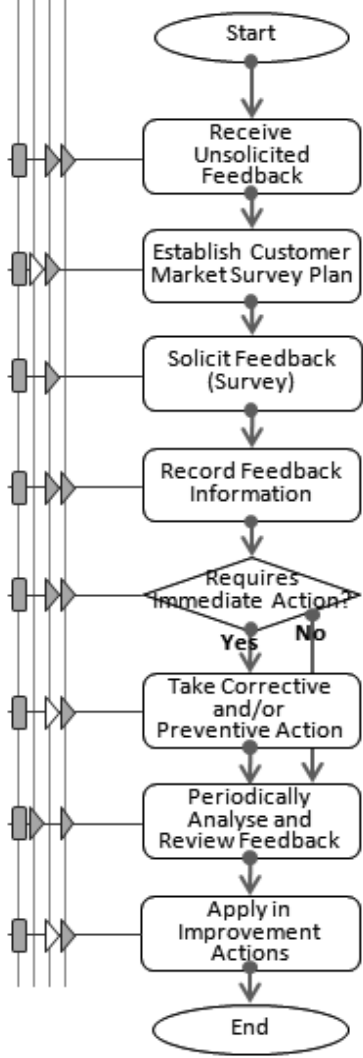 Start
Receive
Unsolicited
Feedback
Establish Customer
Market Survey Plan
Solicit Feedback
(Survey)
Record Feedback
Information
Requires
Immediate Action?
Yes
No
Take Corrective
and/or
Preventive Action
Periodically
Analyse and
Review Feedback
Apply in
Improvement
Actions
End